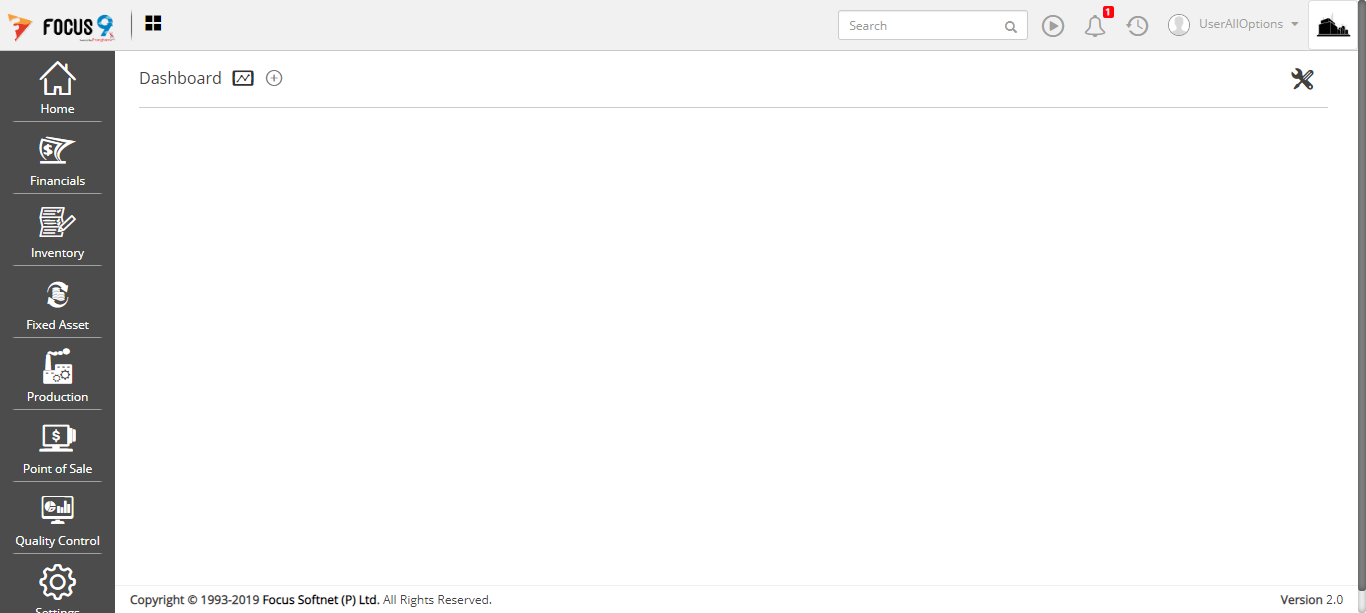 FOCUS 9
Search
1
UserAllOptions
Dashboard
Home
Financials
Inventory
Fixed Asset
Production
Point of Sale
Quality Control
Settings
Copyright © 1993-2019 Focus Softnet (P) Ltd. All Rights Reserved.
Version 2.0